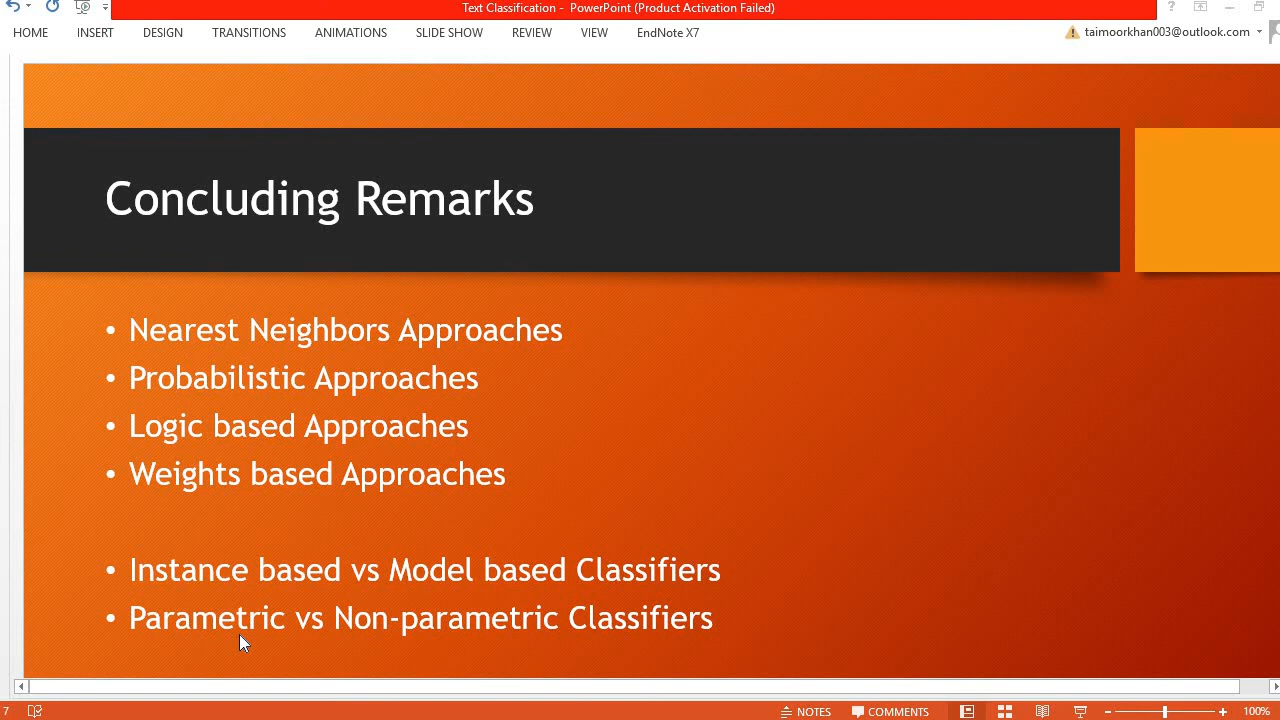 Text Classification - PowerPoint (Product Activation Failed)
?
HOME INSERT DESIGN TRANSITIONS ANIMATIONS SLIDE SHOW REVIEW VIEW EndNote X7 taimoorkhan003@outlook.com
Concluding Remarks
• Nearest Neighbors Approaches
• Probabilistic Approaches
• Logic based Approaches
• Weights based Approaches
• Instance based vs Model based Classifiers
• Parametric vs Non-parametric Classifiers
7 NOTES COMMENTS 100%